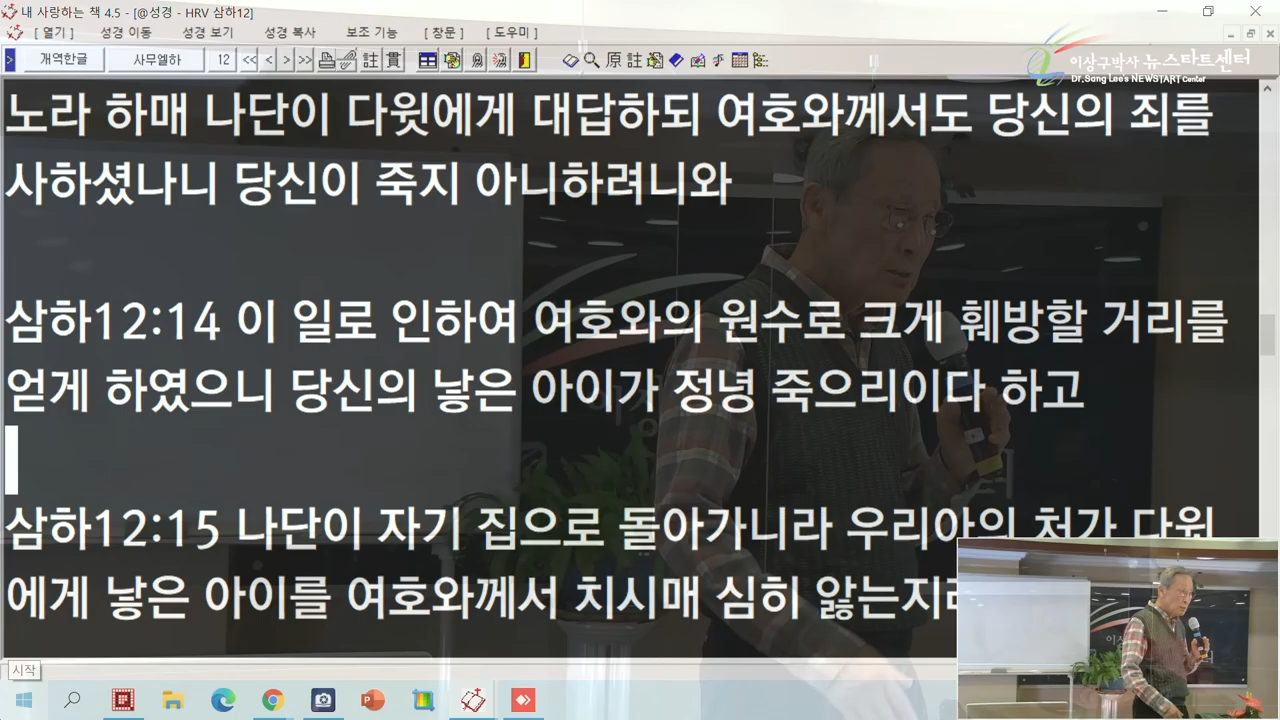 내 사랑하는 책 4.5 - [@성경 - HRV 삼하12]
[ 열기 ] 성경 이동 성경 보기 성경 복사 보조 기능 [ 창문 ] [ 도우미 ]
개역한글 사무엘하 12 << < > >> 註 貫 原 註
이상구박사 뉴스타트센터
Dr.Sang Lee's NEWSTART Center
노라 하매 나단이 다윗에게 대답하되 여호와께서도 당신의 죄를
사하셨나니 당신이 죽지 아니하려니와
삼하12:14 이 일로 인하여 여호와의 원수로 크게 훼방할 거리를
얻게 하였으니 당신의 낳은 아이가 정녕 죽으리이다 하고
삼하12:15 나단이 자기 집으로 돌아가니라 우리아의 처가 다윗
에게 낳은 아이를 여호와께서 치시매 심히 앓는지라
시작